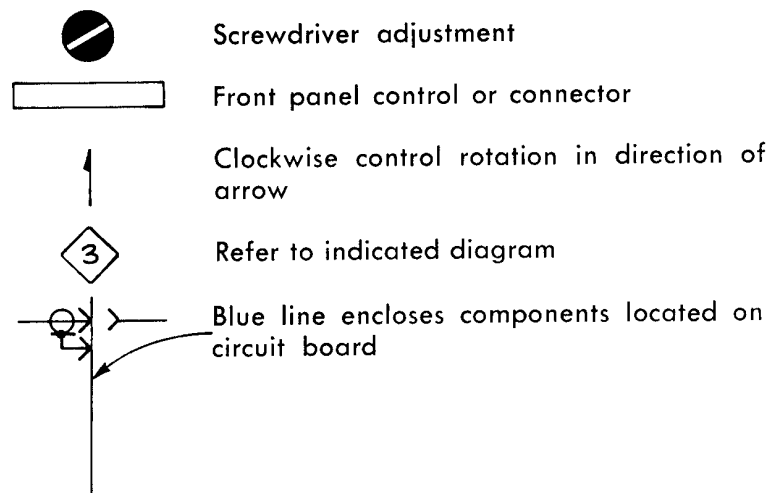 Screwdriver adjustment
Front panel control or connector
Clockwise control rotation in direction of
arrow
3
Refer to indicated diagram
Blue line encloses components located on
circuit board